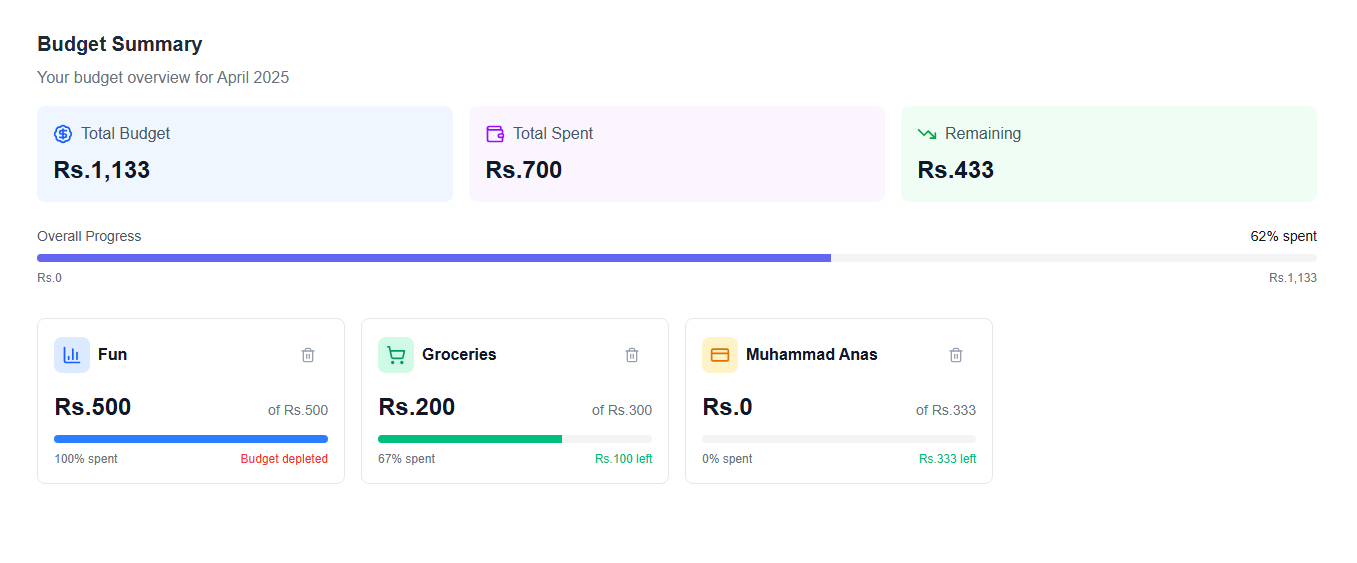 Budget Summary
Your budget overview for April 2025
Total Budget
Rs.1,133
Total Spent
Rs.700
Remaining
Rs.433
Overall Progress
62% spent
Rs.0
Rs.1,133
Fun
Rs.500
of Rs.500
100% spent
Budget depleted
Groceries
Rs.200
of Rs.300
67% spent
Rs.100 left
Muhammad Anas
Rs.0
of Rs.333
0% spent
Rs.333 left